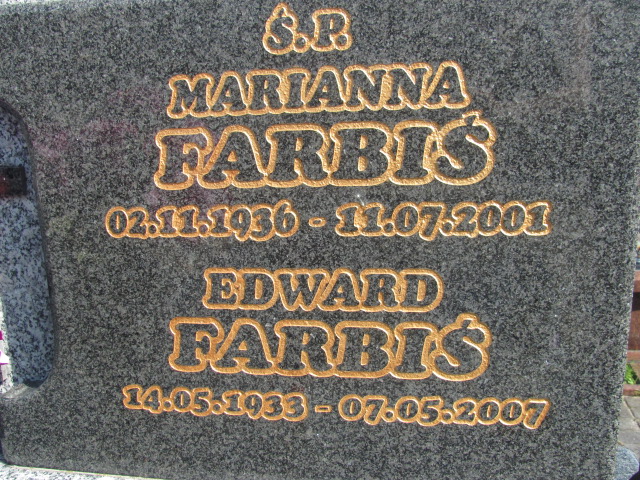 Ś.P.
MARIANNA
FARBIŚ
02.11.1936 - 11.07.2001
EDWARD
FARBIŚ
14.05.1933 - 07.05.2007